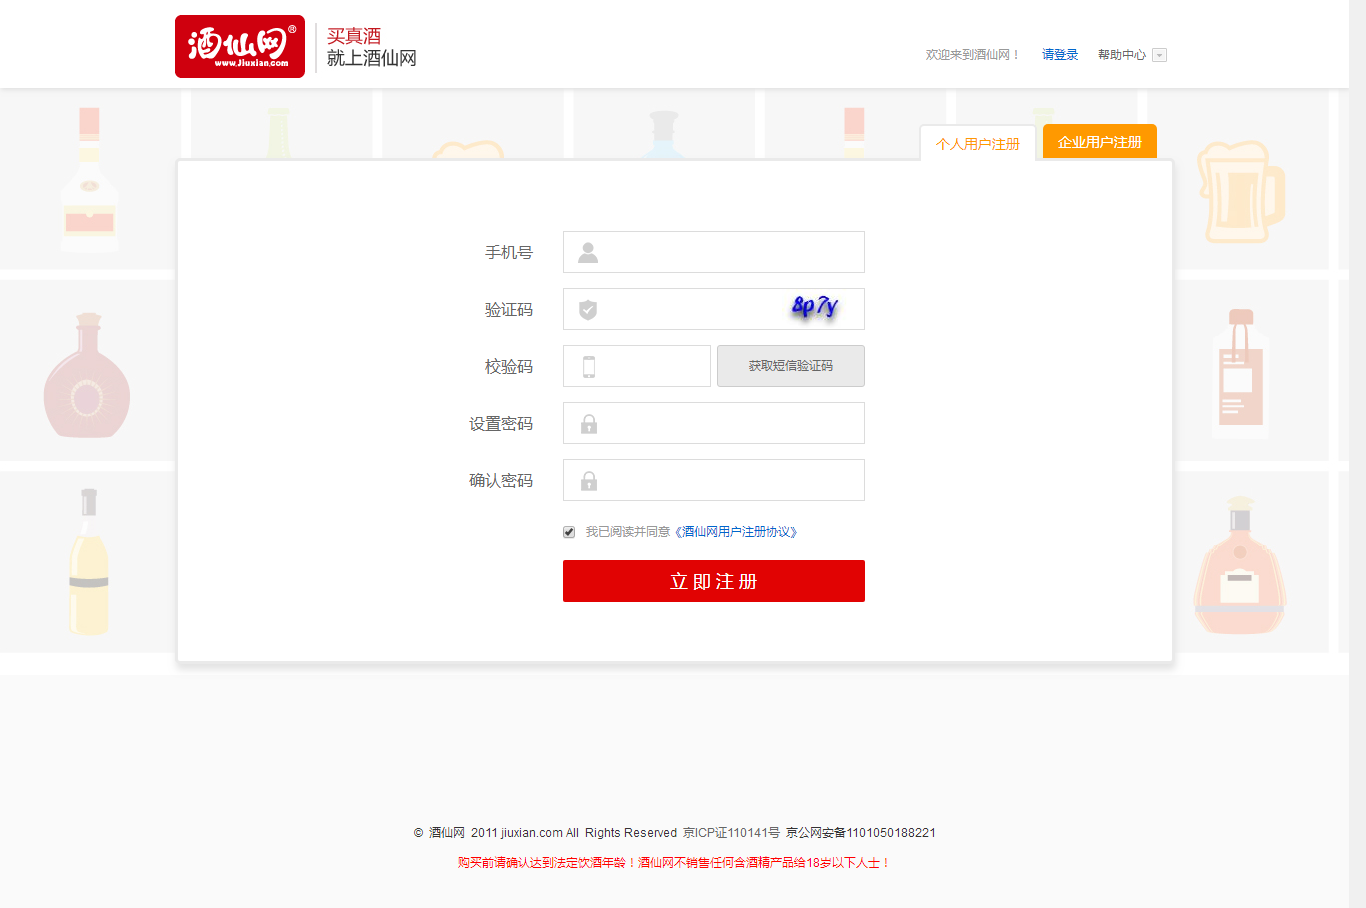 酒仙网®
www.Jiuxian.com
买真酒
就上酒仙网
欢迎来到酒仙网！ 请登录 帮助中心
个人用户注册 企业用户注册
手机号
验证码 8p7y
校验码 获取短信验证码
设置密码
确认密码
我已阅读并同意《酒仙网用户注册协议》
立即注册
© 酒仙网 2011 jiuxian.com All Rights Reserved 京ICP证110141号 京公网安备1101050188221
购买前请确认达到法定饮酒年龄！酒仙网不销售任何含酒精产品给18岁以下人士！